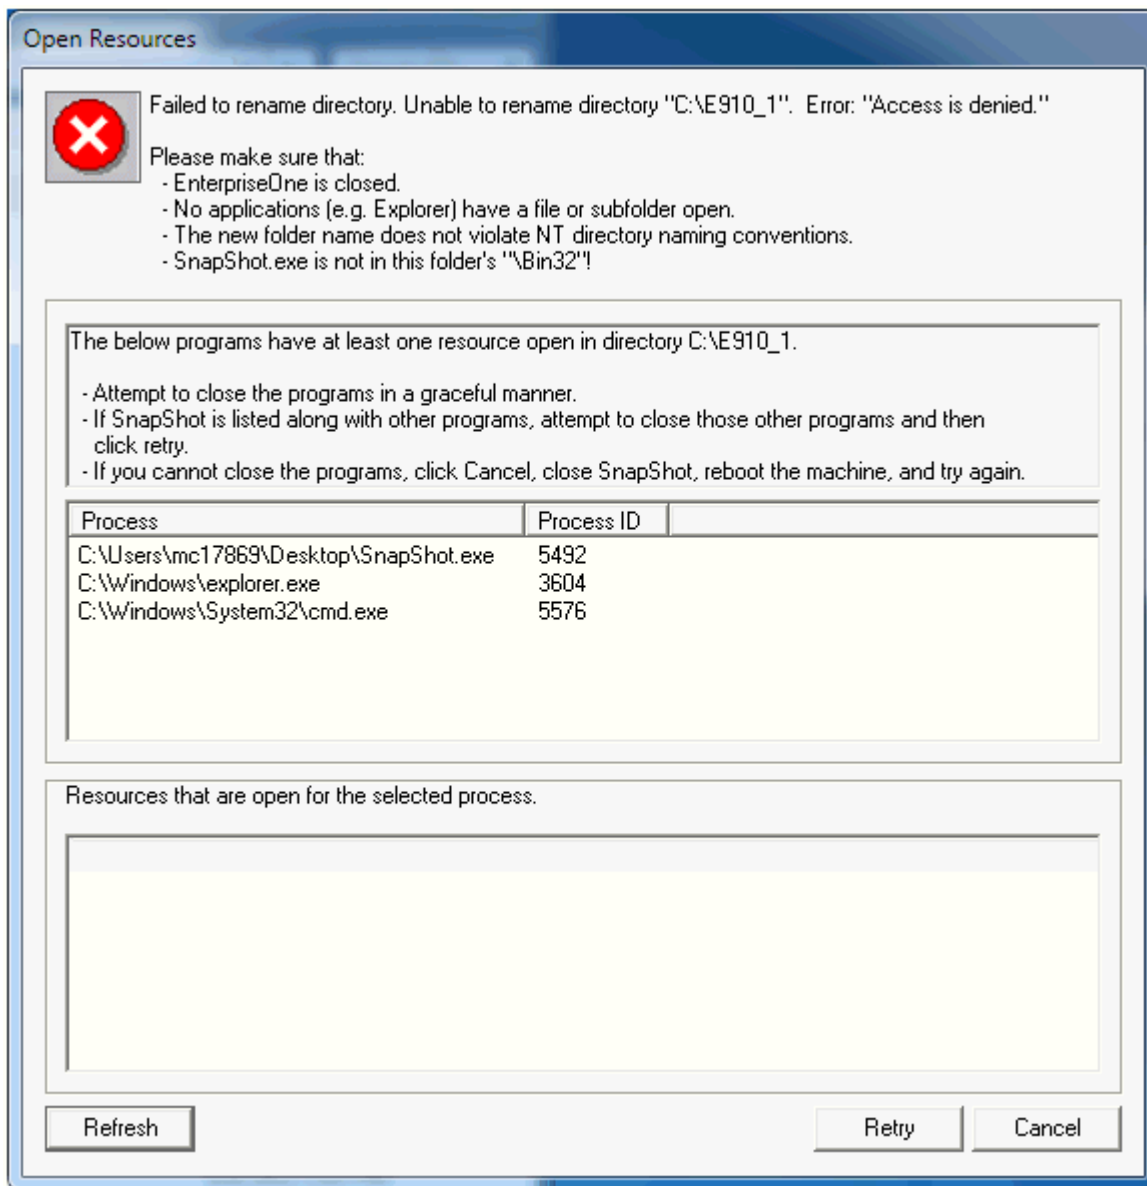 Open Resources
Failed to rename directory. Unable to rename directory "C:\E910_1".  Error: "Access is denied."
Please make sure that:
- EnterpriseOne is closed.
- No applications (e.g. Explorer) have a file or subfolder open.
- The new folder name does not violate NT directory naming conventions.
- SnapShot.exe is not in this folder's "\Bin32"!
The below programs have at least one resource open in directory C:\E910_1.
- Attempt to close the programs in a graceful manner.
- If SnapShot is listed along with other programs, attempt to close those other programs and then
click retry.
- If you cannot close the programs, click Cancel, close SnapShot, reboot the machine, and try again.
Process Process ID
C:\Users\mc17869\Desktop\SnapShot.exe 5492
C:\Windows\explorer.exe 3604
C:\Windows\System32\cmd.exe 5576
Resources that are open for the selected process.
Refresh Retry Cancel